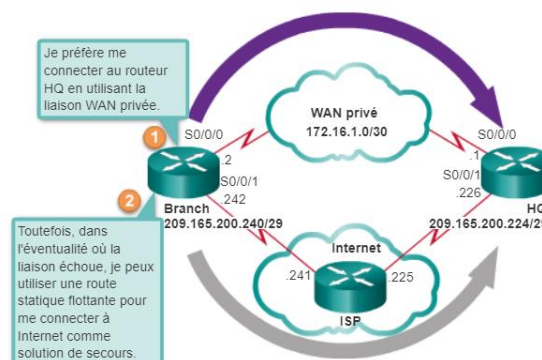 Je préfère me
connecter au routeur
HQ en utilisant la
liaison WAN privée.
1
S0/0/0
WAN privé
172.16.1.0/30
S0/0/0
.2
.1
S0/0/1
S0/0/1
.242
.226
2
Branch
HQ
209.165.200.240/29
209.165.200.224/29
Toutefois, dans
l'éventualité où la
liaison échoue, je peux
utiliser une route
statique flottante pour
me connecter à
Internet comme
solution de secours.
Internet
.241
.225
ISP